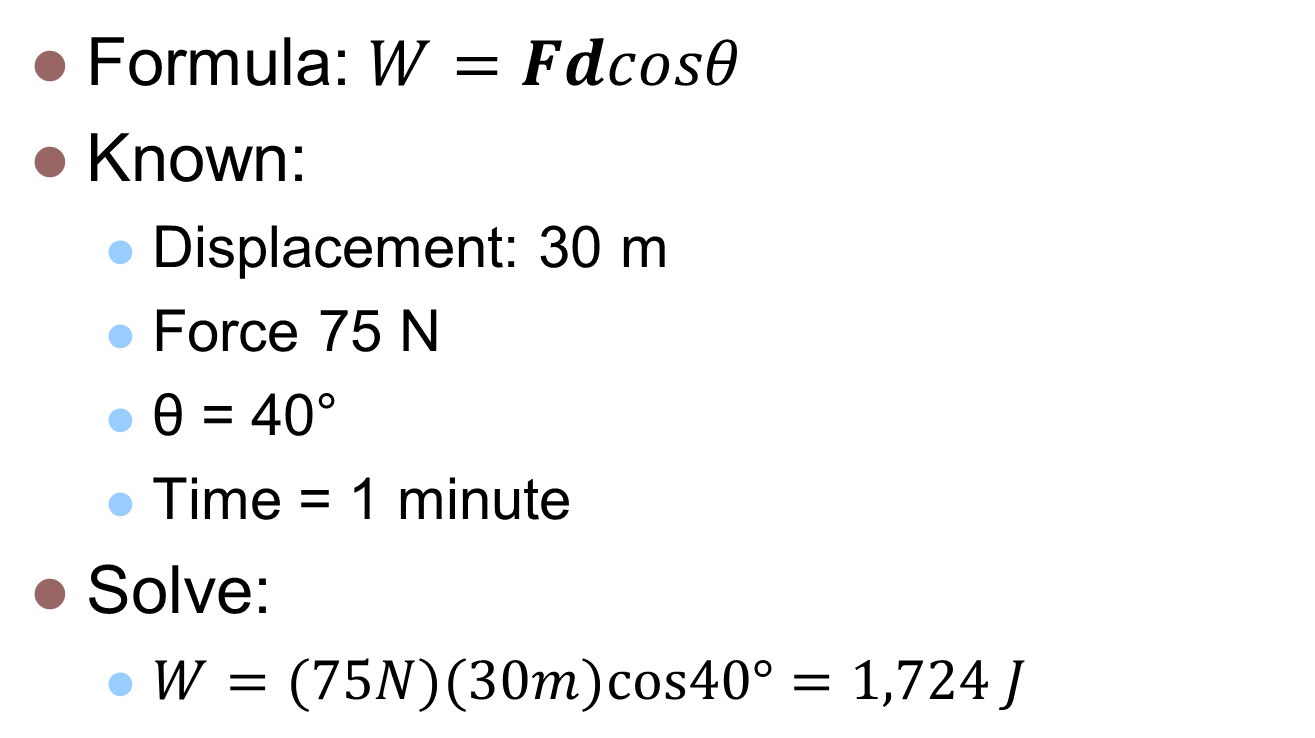 Formula: W = Fdcosθ
Known:
Displacement: 30 m
Force 75 N
θ = 40°
Time = 1 minute
Solve:
W = (75N)(30m)cos40° = 1,724 J